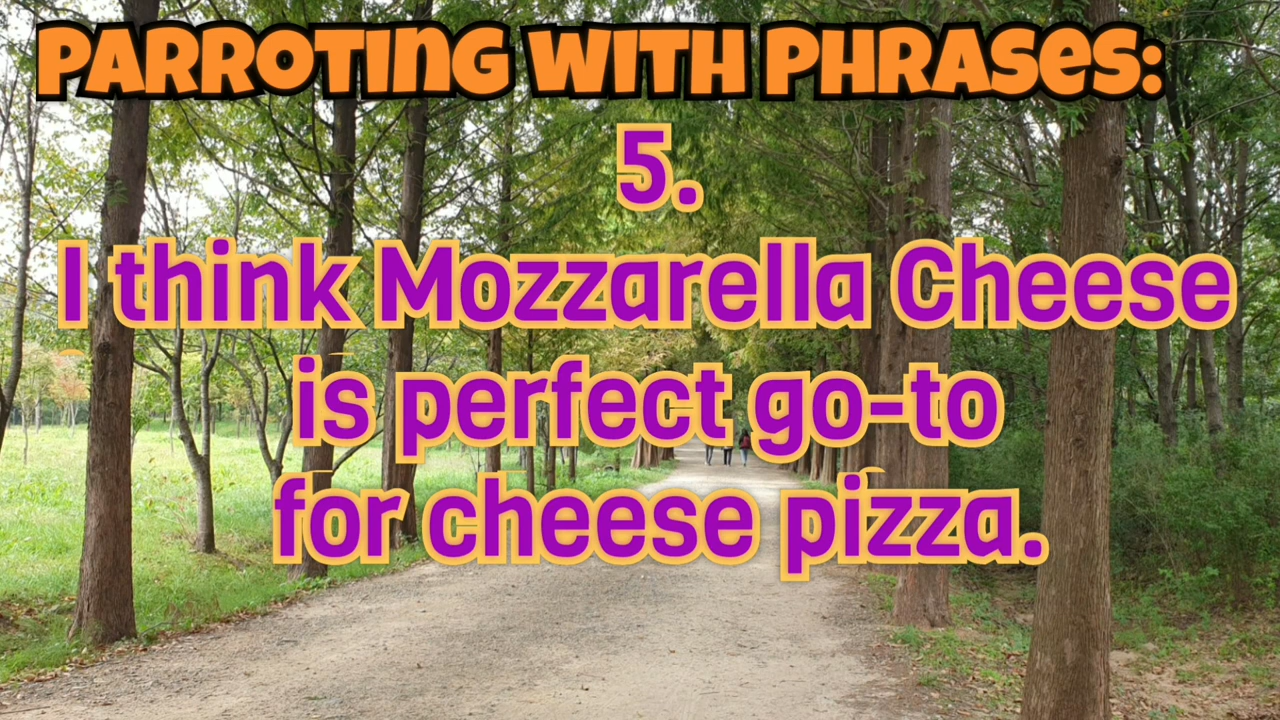 PARROTING WITH PHRASES:
5.
I think Mozzarella Cheese
is perfect go-to
for cheese pizza.